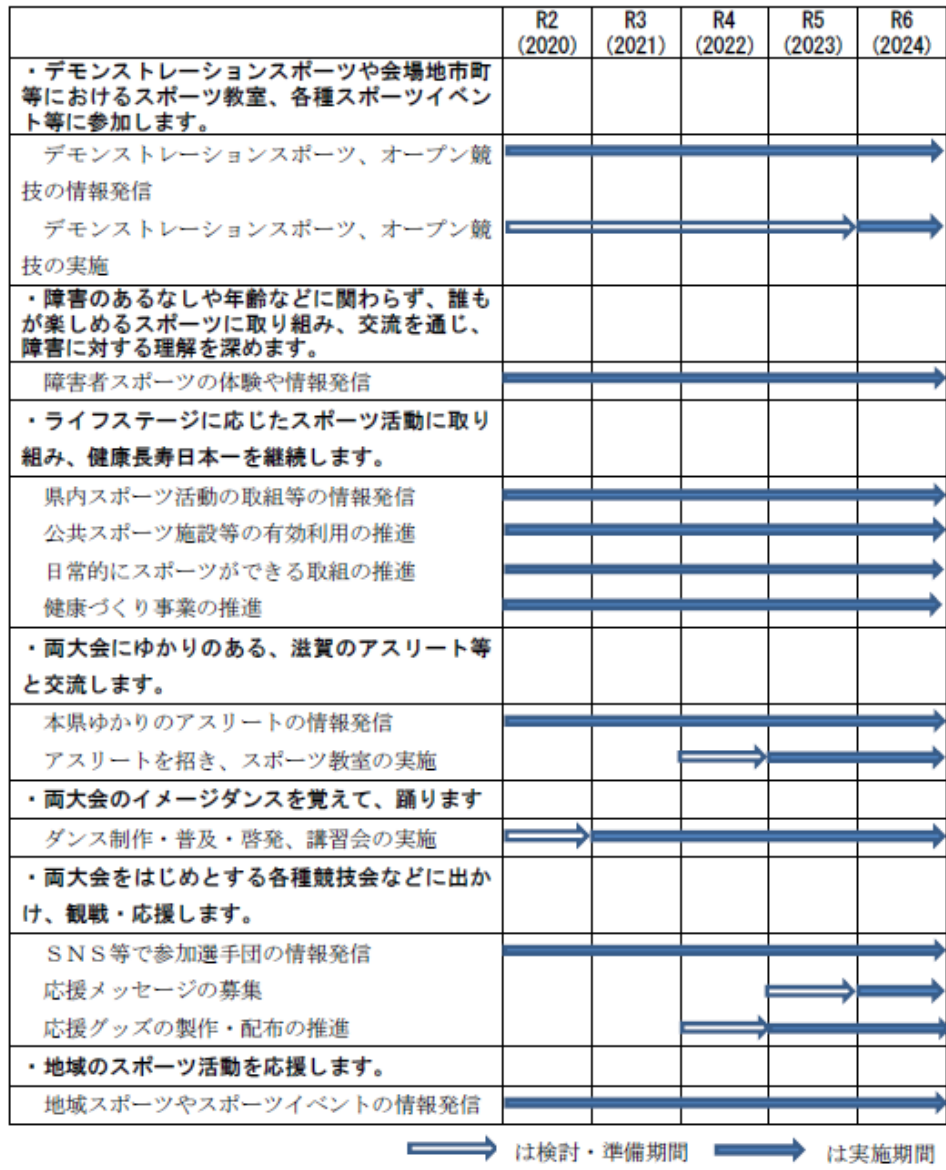 R2 R3 R4 R5 R6
(2020) (2021) (2022) (2023) (2024)
・デモンストレーションスポーツや会場地市町
等におけるスポーツ教室、各種スポーツイベン
ト等に参加します。
デモンストレーションスポーツ、オープン競
技の情報発信
デモンストレーションスポーツ、オープン競
技の実施
・障害のあるなしや年齢などに関わらず、誰も
が楽しめるスポーツに取り組み、交流を通じ、
障害に対する理解を深めます。
障害者スポーツの体験や情報発信
・ライフステージに応じたスポーツ活動に取り
組み、健康長寿日本一を継続します。
県内スポーツ活動の取組等の情報発信
公共スポーツ施設等の有効利用の推進
日常的にスポーツができる取組の推進
健康づくり事業の推進
・両大会にゆかりのある、滋賀のアスリート等
と交流します。
本県ゆかりのアスリートの情報発信
アスリートを招き、スポーツ教室の実施
・両大会のイメージダンスを覚えて、踊ります
ダンス制作・普及・啓発、講習会の実施
・両大会をはじめとする各種競技会などに出か
け、観戦・応援します。
ＳＮＳ等で参加選手団の情報発信
応援メッセージの募集
応援グッズの製作・配布の推進
・地域のスポーツ活動を応援します。
地域スポーツやスポーツイベントの情報発信
は検討・準備期間 は実施期間